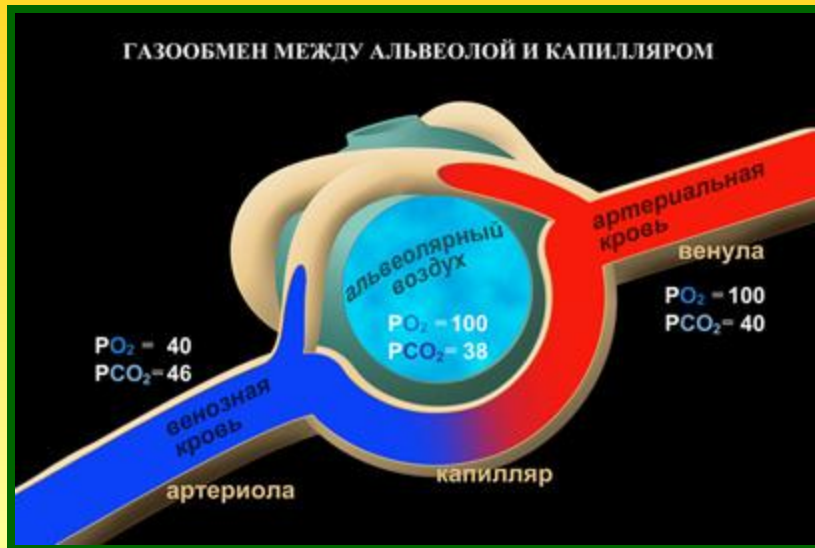 ГАЗООБМЕН МЕЖДУ АЛЬВЕОЛОЙ И КАПИЛЛЯРОМ
артериальная
кровь
венула
альвеолярный
воздух
PO₂ = 100
PCO₂= 38
PO₂ = 100
PCO₂= 40
PO₂ = 40
PCO₂= 46
венозная
кровь
капилляр
артериола